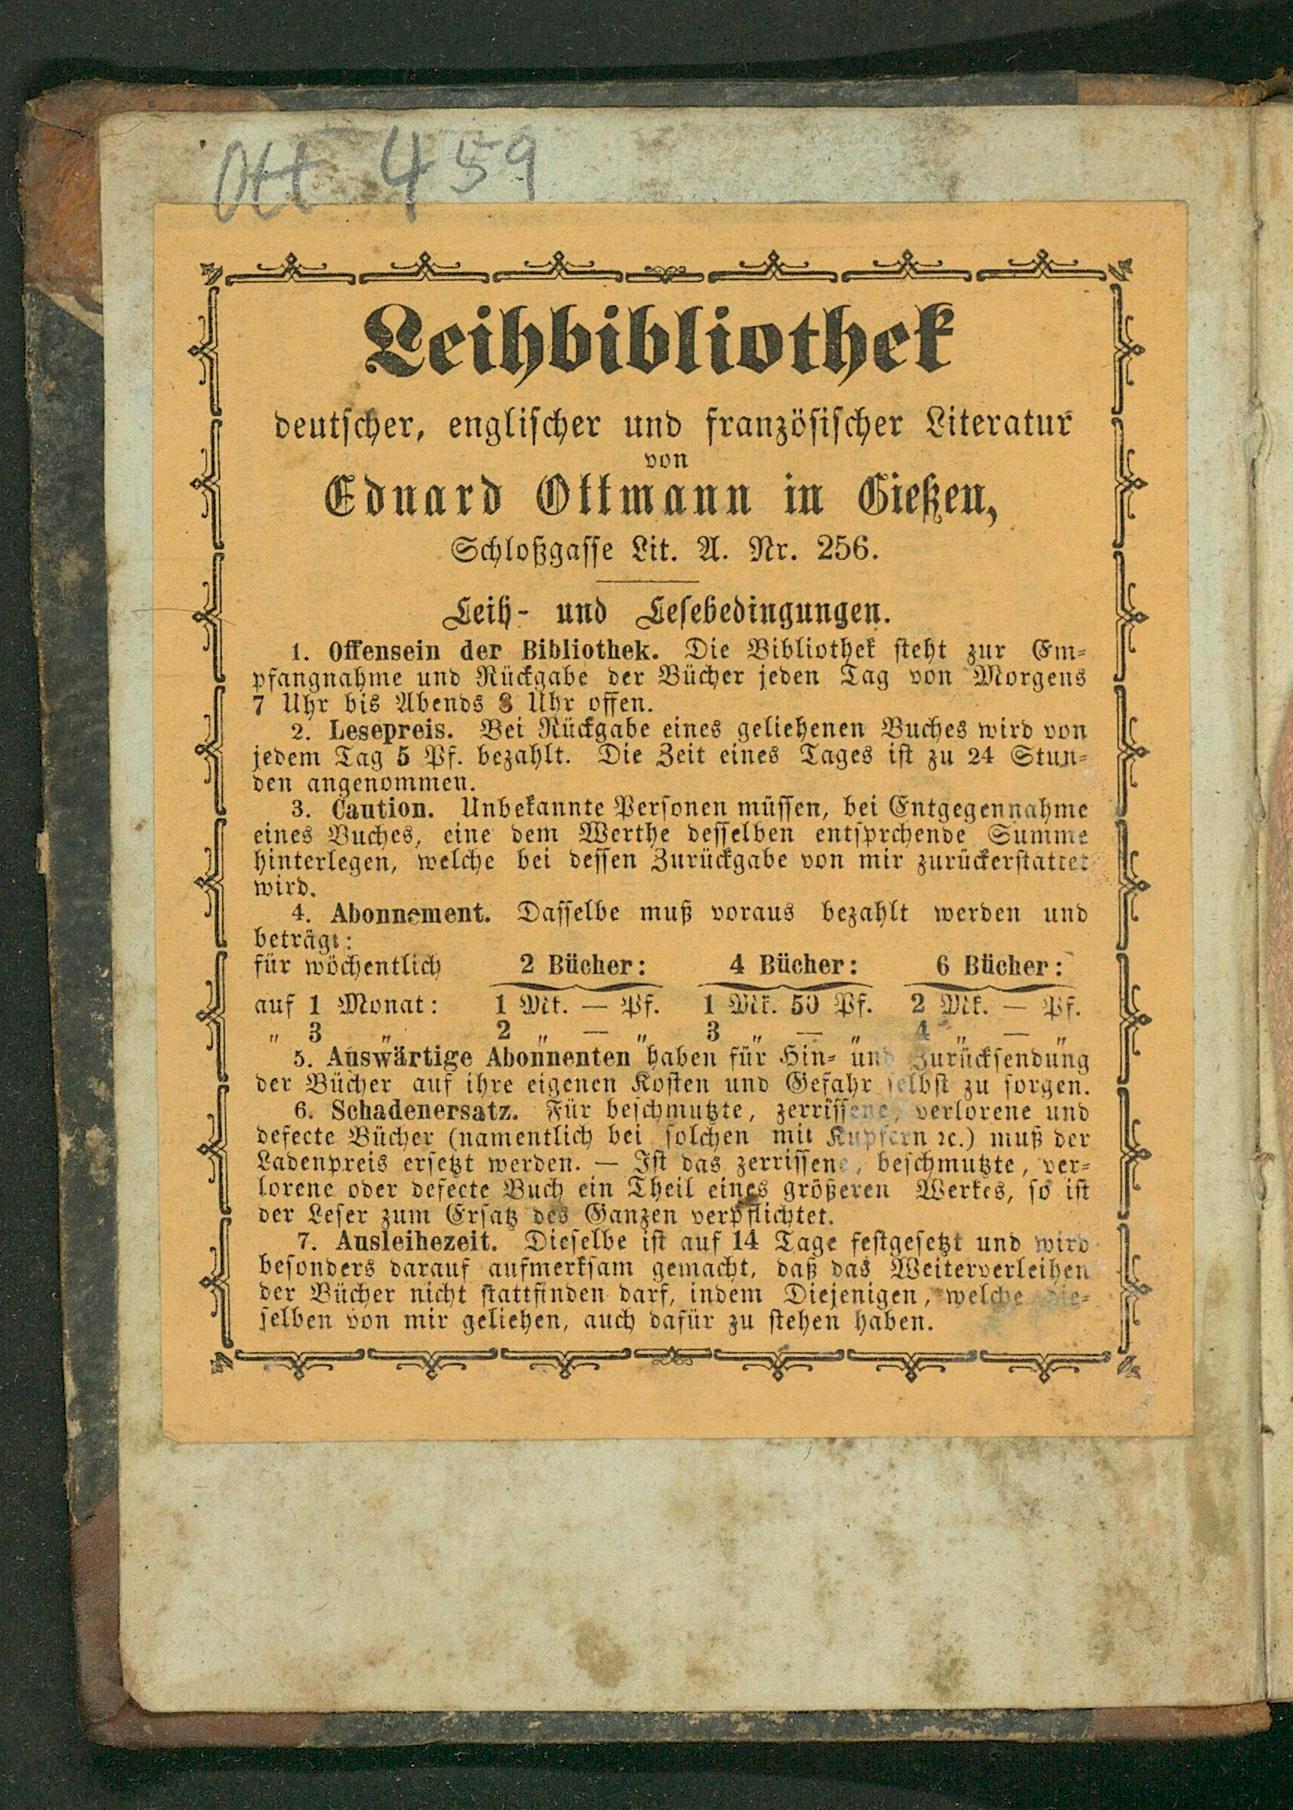 Ott 459
Leihbibliothek
deutscher, englischer und französischer Literatur
von
Eduard Ottmann in Gießen,
Schloßgasse Lit. A. Nr. 256.
Leih- und Lesebedingungen.
1. Offensein der Bibliothek. Die Bibliothek steht zur Em-
pfangnahme und Rückgabe der Bücher jeden Tag von Morgens
7 Uhr bis Abends 8 Uhr offen.
2. Lesepreis. Bei Rückgabe eines geliehenen Buches wird von
jedem Tag 5 Pf. bezahlt. Die Zeit eines Tages ist zu 24 Stun-
den angenommen.
3. Caution. Unbekannte Personen müssen, bei Entgegennahme
eines Buches, eine dem Werthe desselben entsprchende Summe
hinterlegen, welche bei dessen Zurückgabe von mir zurückerstattet
wird.
4. Abonnement. Dasselbe muß voraus bezahlt werden und
beträgt:
für wöchentlich 2 Bücher: 4 Bücher: 6 Bücher:
auf 1 Monat: 1 Mk. — Pf. 1 Mk. 50 Pf. 2 Mk. — Pf.
„ 3 „ 2 „ — „ 3 „ — „ 4 „ — „
5. Auswärtige Abonnenten haben für Hin- und Zurücksendung
der Bücher auf ihre eigenen Kosten und Gefahr selbst zu sorgen.
6. Schadenersatz. Für beschmutzte, zerrissene, verlorene und
defecte Bücher (namentlich bei solchen mit Kupfern ꝛc.) muß der
Ladenpreis ersetzt werden. — Ist das zerrissene, beschmutzte, ver-
lorene oder defecte Buch ein Theil eines größeren Werkes, so ist
der Leser zum Ersatz des Ganzen verpflichtet.
7. Ausleihezeit. Dieselbe ist auf 14 Tage festgesetzt und wird
besonders darauf aufmerksam gemacht, daß das Weiterverleihen
der Bücher nicht stattfinden darf, indem Diejenigen, welche die-
selben von mir geliehen, auch dafür zu stehen haben.